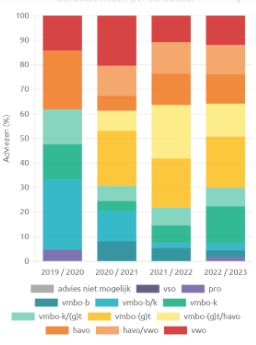 100
90
80
70
60
50
40
30
20
10
0
Adviezen (%)
2019 / 2020 2020 / 2021 2021 / 2022 2022 / 2023
advies niet mogelijk vso pro
vmbo-b vmbo-b/k vmbo-k
vmbo-k/(g)t vmbo-(g)t vmbo-(g)t/havo
havo havo/vwo vwo